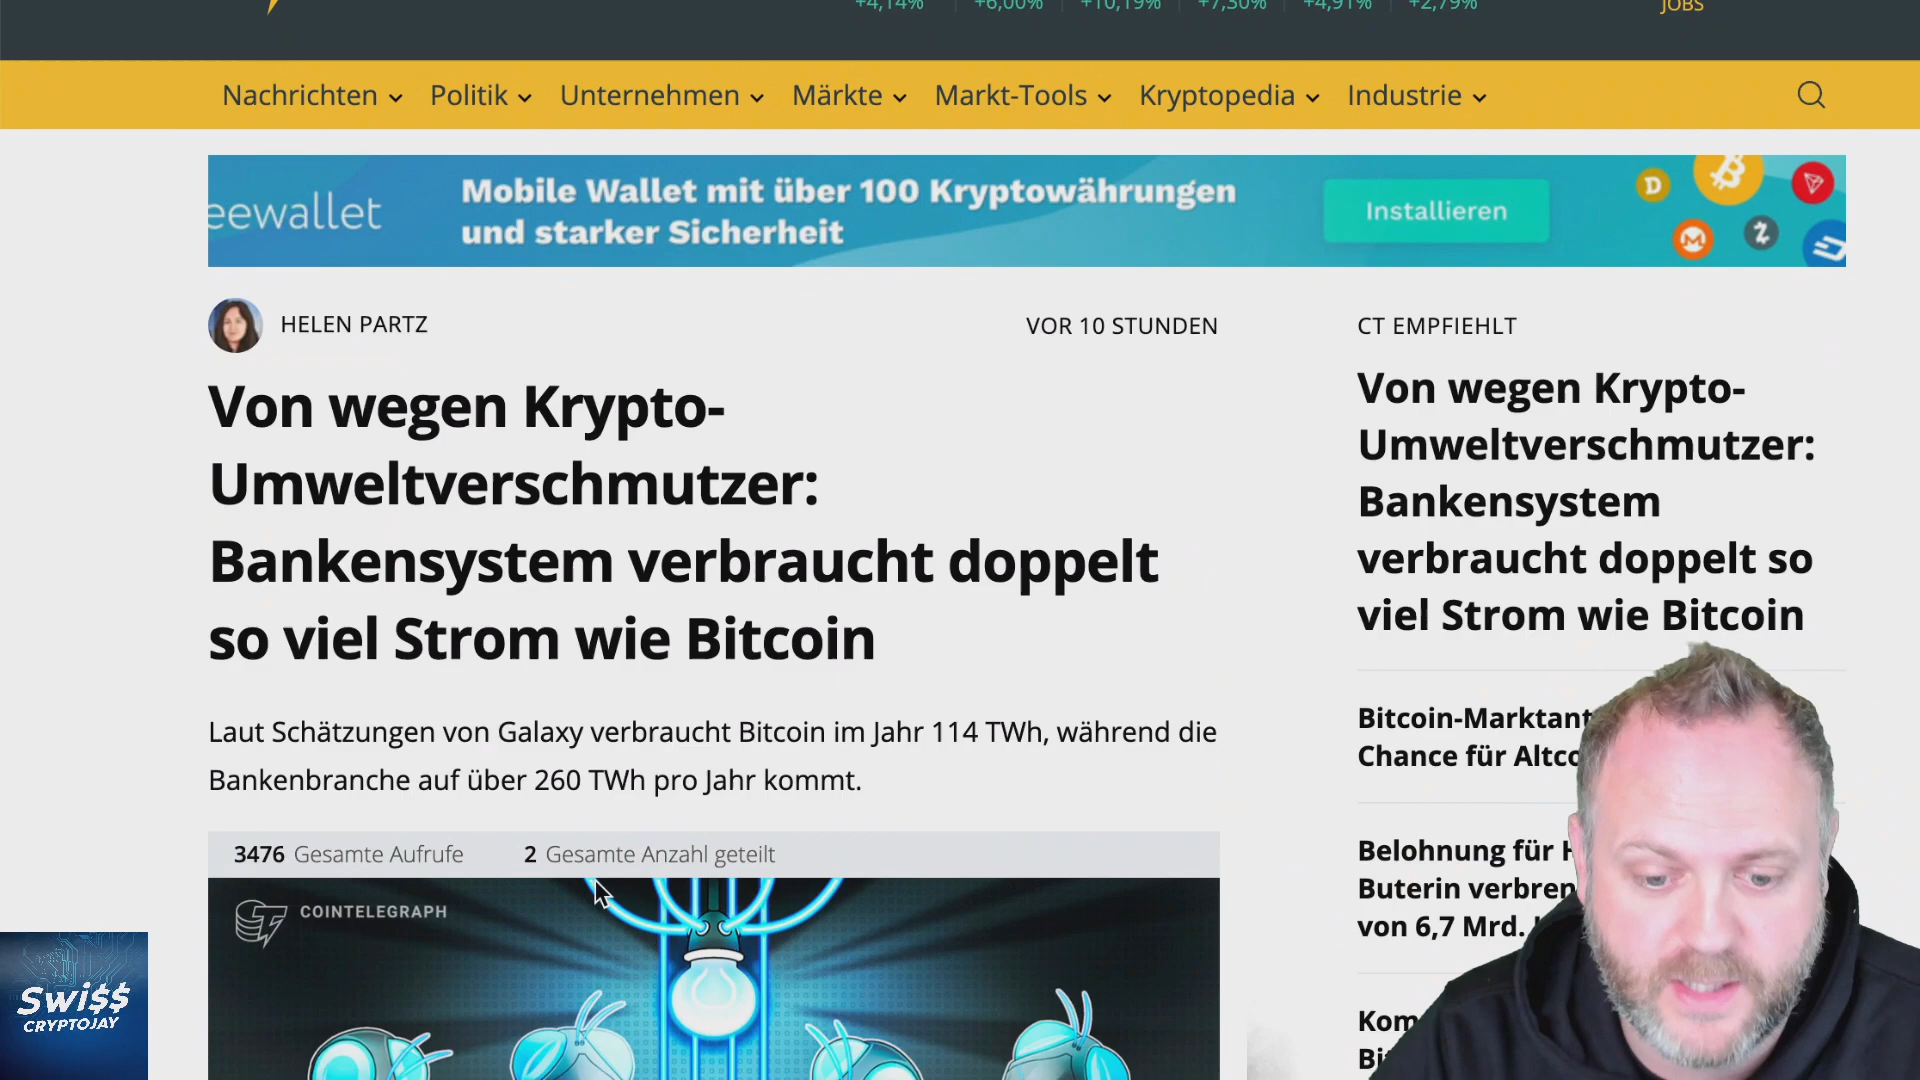 +4,14% +6,00% +10,19% +7,30% +4,91% +2,79% JOBS
Nachrichten Politik Unternehmen Märkte Markt-Tools Kryptopedia Industrie
eewallet
Mobile Wallet mit über 100 Kryptowährungen
und starker Sicherheit
Installieren
HELEN PARTZ
VOR 10 STUNDEN
Von wegen Krypto-
Umweltverschmutzer:
Bankensystem verbraucht doppelt
so viel Strom wie Bitcoin
Laut Schätzungen von Galaxy verbraucht Bitcoin im Jahr 114 TWh, während die
Bankenbranche auf über 260 TWh pro Jahr kommt.
3476 Gesamte Aufrufe 2 Gesamte Anzahl geteilt
COINTELEGRAPH
CT EMPFIEHLT
Von wegen Krypto-
Umweltverschmutzer:
Bankensystem
verbraucht doppelt so
viel Strom wie Bitcoin
Bitcoin-Marktant
Chance für Altco
Belohnung für
Buterin verbren
von 6,7 Mrd.
Kom
Bi
Swi$$
CRYPTOJAY